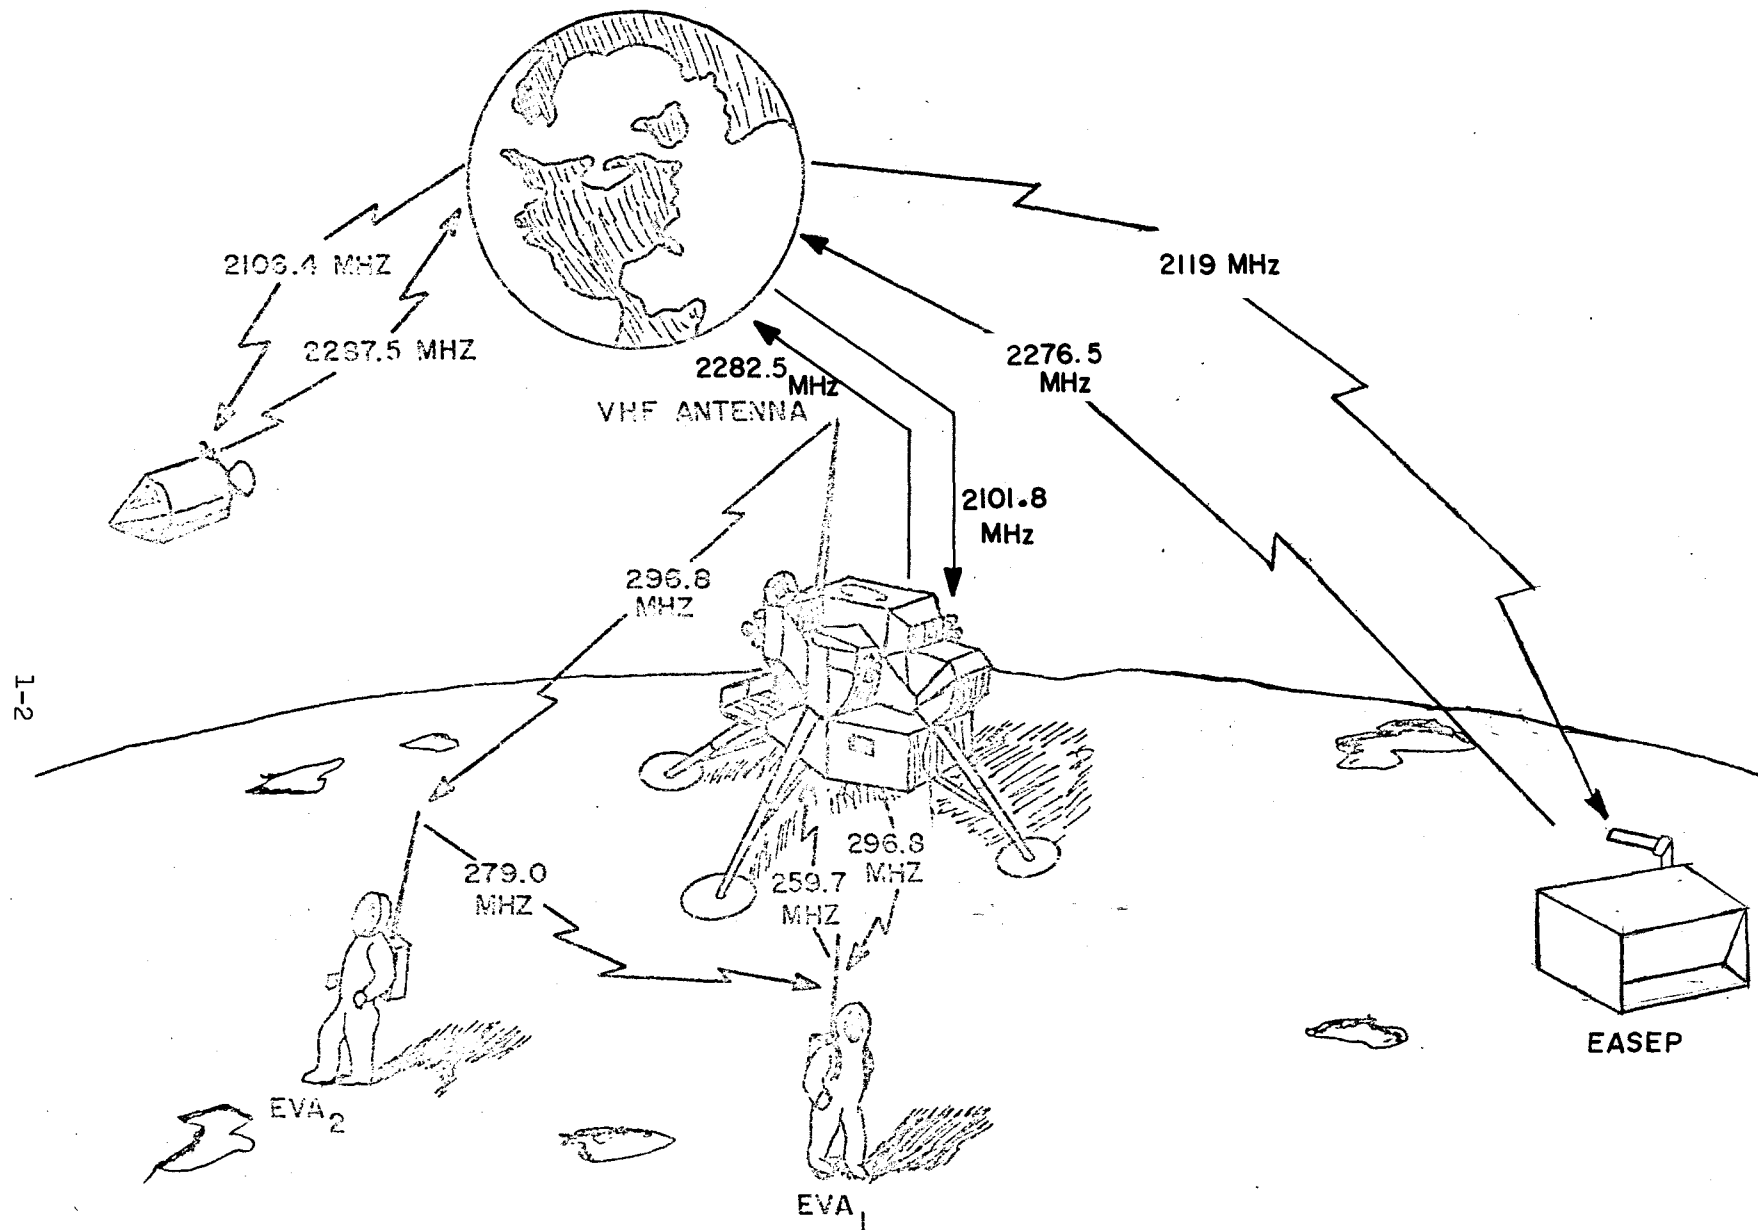 2106.4 MHZ
2287.5 MHZ
2119 MHz
2276.5
MHz
2282.5 MHz
VHF ANTENNA
2101.8
MHz
296.8
MHZ
1-2
279.0
MHZ
296.8
MHZ
259.7
MHZ
EASEP
EVA2
EVA1